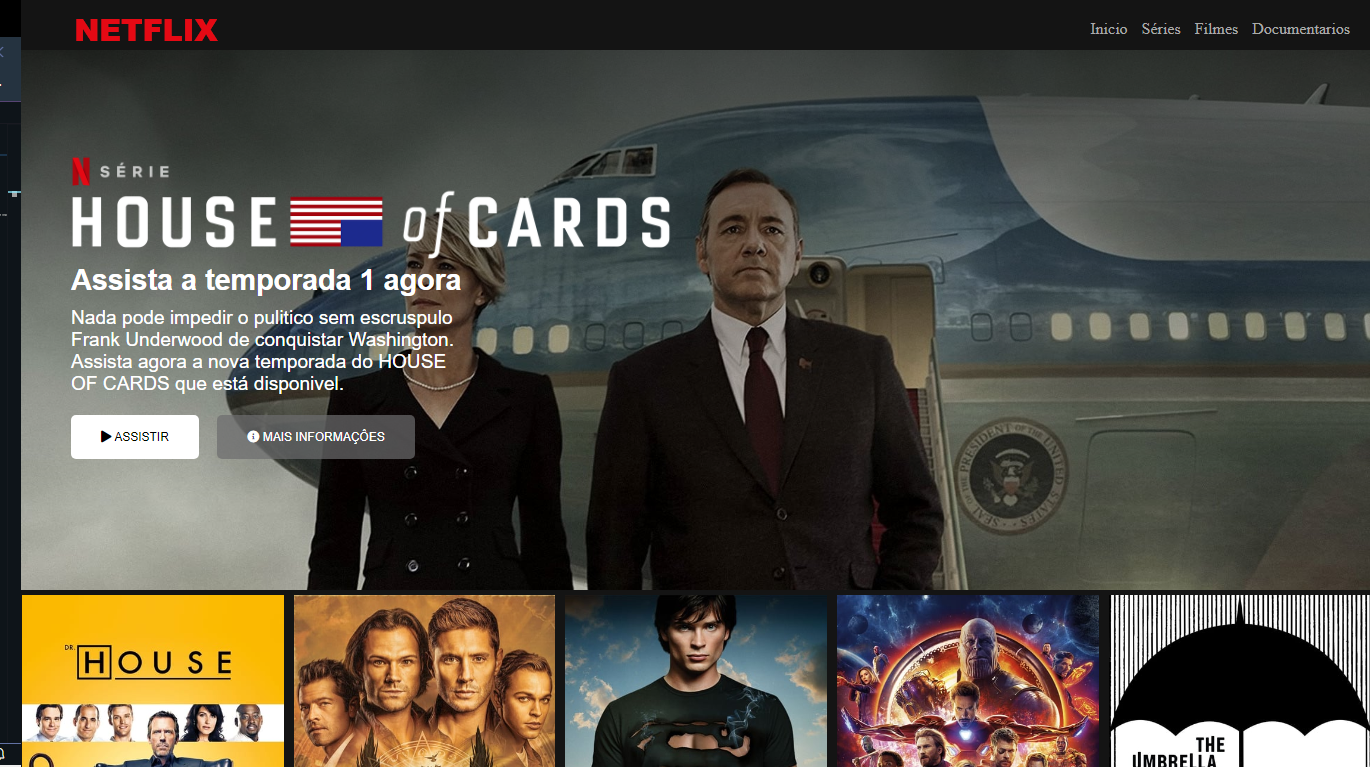 NETFLIX
Inicio Séries Filmes Documentarios
N SÉRIE
HOUSE of CARDS
Assista a temporada 1 agora
Nada pode impedir o pulitico sem escruspulo
Frank Underwood de conquistar Washington.
Assista agora a nova temporada do HOUSE
OF CARDS que está disponivel.
ASSISTIR MAIS INFORMAÇÔES
PRESIDENT OF THE UNITED STATES
SEAL OF
DR.
HOUSE
THE
UMBRELLA